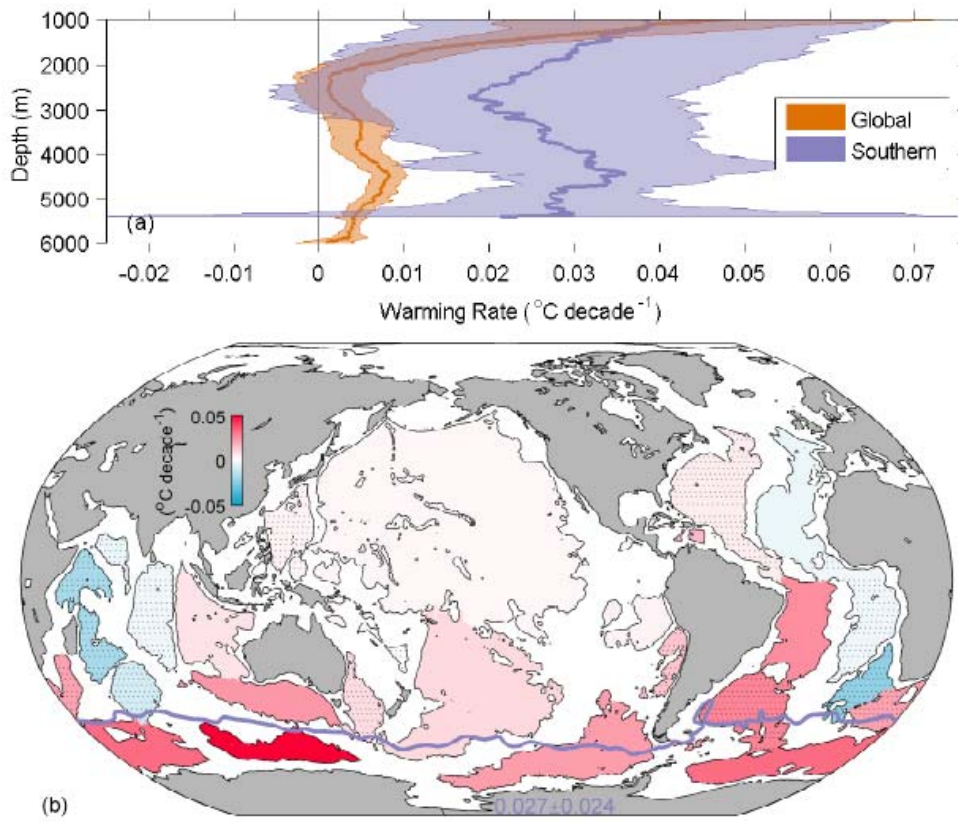 1000
2000
3000
4000
5000
6000
Depth (m)
Global
Southern
(a)
-0.02 -0.01 0 0.01 0.02 0.03 0.04 0.05 0.06 0.07
Warming Rate (°C decade⁻¹)
0.05
0
-0.05
(°C decade⁻¹)
(b)
0.027±0.024